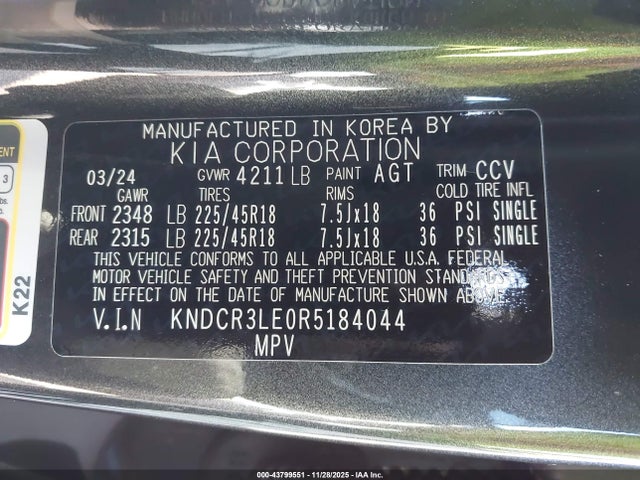 MANUFACTURED IN KOREA BY
KIA CORPORATION
03/24 GVWR 4211 LB PAINT AGT TRIM CCV
GAWR TIRES RIMS COLD TIRE INFL
FRONT 2348 LB 225/45R18 7.5Jx18 36 PSI SINGLE
REAR 2315 LB 225/45R18 7.5Jx18 36 PSI SINGLE
THIS VEHICLE CONFORMS TO ALL APPLICABLE U.S.A. FEDERAL
MOTOR VEHICLE SAFETY AND THEFT PREVENTION STANDARDS
IN EFFECT ON THE DATE OF MANUFACTURE SHOWN ABOVE.
V.I.N KNDCR3LE0R5184044
MPV
3
K22
000-43799551 - 11/28/2025 - IAAI, Inc.